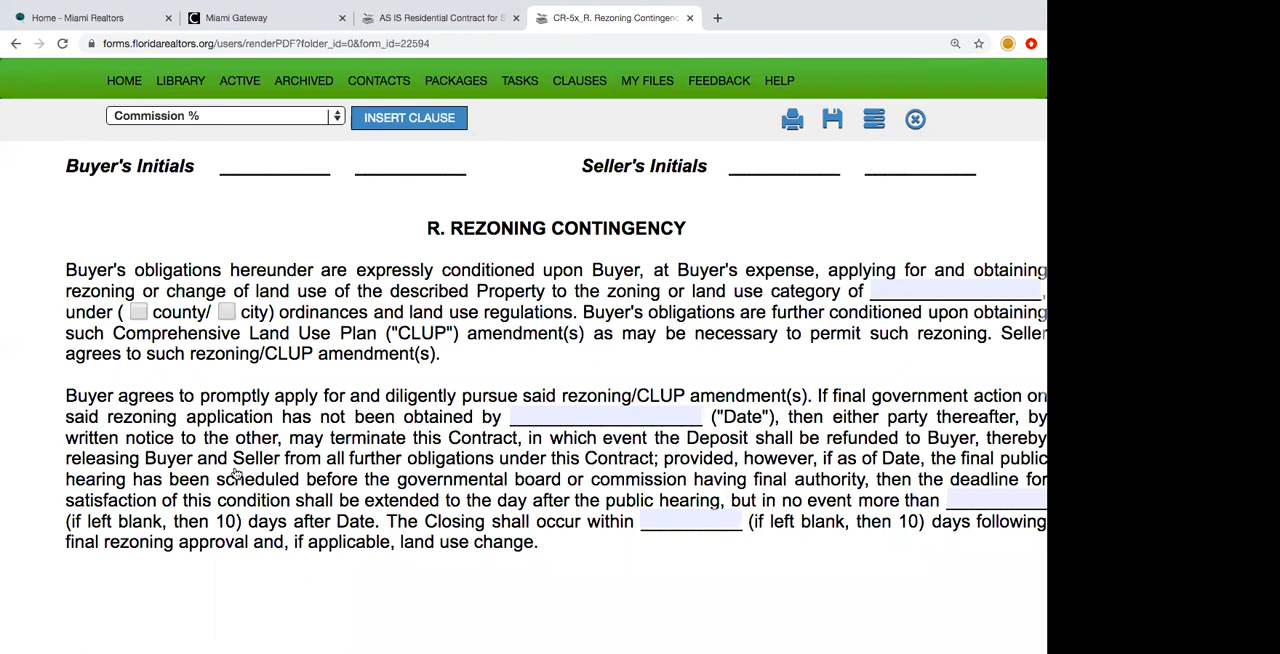 Home - Miami Realtors
Miami Gateway
AS IS Residential Contract for S
CR-5x_R. Rezoning Contingenc
forms.floridarealtors.org/users/renderPDF?folder_id=0&form_id=22594
HOME LIBRARY ACTIVE ARCHIVED CONTACTS PACKAGES TASKS CLAUSES MY FILES FEEDBACK HELP
Commission % INSERT CLAUSE
Buyer's Initials Seller's Initials
R. REZONING CONTINGENCY
Buyer's obligations hereunder are expressly conditioned upon Buyer, at Buyer's expense, applying for and obtaining
rezoning or change of land use of the described Property to the zoning or land use category of ,
under ( county/ city) ordinances and land use regulations. Buyer's obligations are further conditioned upon obtaining
such Comprehensive Land Use Plan ("CLUP") amendment(s) as may be necessary to permit such rezoning. Seller
agrees to such rezoning/CLUP amendment(s).
Buyer agrees to promptly apply for and diligently pursue said rezoning/CLUP amendment(s). If final government action on
said rezoning application has not been obtained by ("Date"), then either party thereafter, by
written notice to the other, may terminate this Contract, in which event the Deposit shall be refunded to Buyer, thereby
releasing Buyer and Seller from all further obligations under this Contract; provided, however, if as of Date, the final public
hearing has been scheduled before the governmental board or commission having final authority, then the deadline for
satisfaction of this condition shall be extended to the day after the public hearing, but in no event more than
(if left blank, then 10) days after Date. The Closing shall occur within (if left blank, then 10) days following
final rezoning approval and, if applicable, land use change.